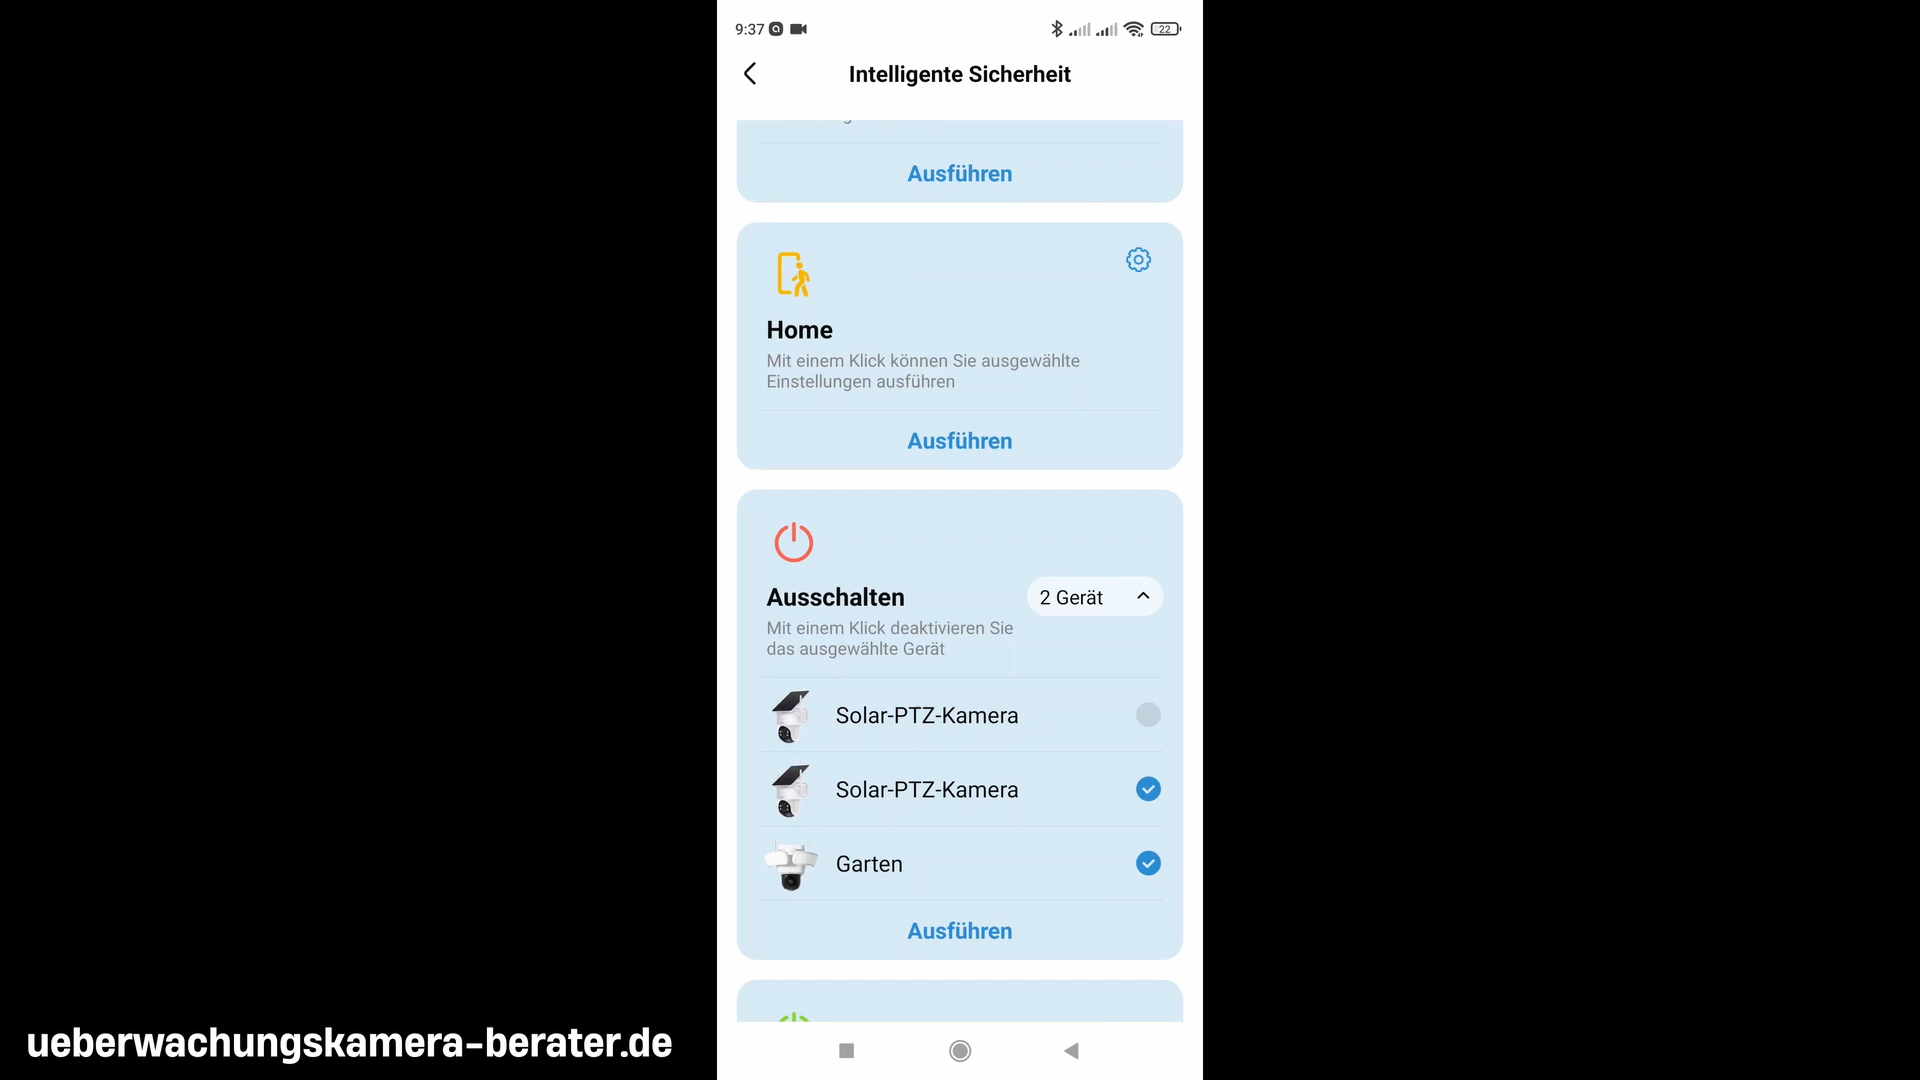 9:37
22
Intelligente Sicherheit
Ausführen
Home
Mit einem Klick können Sie ausgewählte
Einstellungen ausführen
Ausführen
Ausschalten
2 Gerät
Mit einem Klick deaktivieren Sie
das ausgewählte Gerät
Solar-PTZ-Kamera
Solar-PTZ-Kamera
Garten
Ausführen
ueberwachungskamera-berater.de